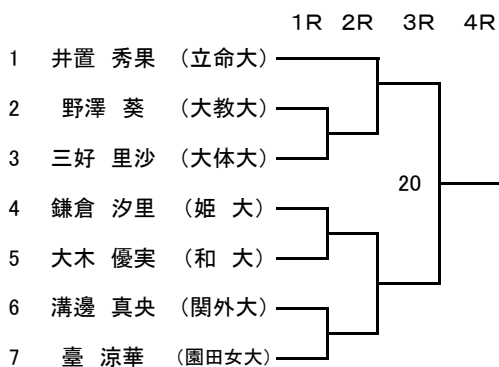 1R 2R 3R 4R
1 井置 秀果 (立命大)
2 野澤 葵 (大教大)
3 三好 里沙 (大体大)
20
4 鎌倉 汐里 (姫 大)
5 大木 優実 (和 大)
6 溝邊 真央 (関外大)
7 臺 涼華 (園田女大)